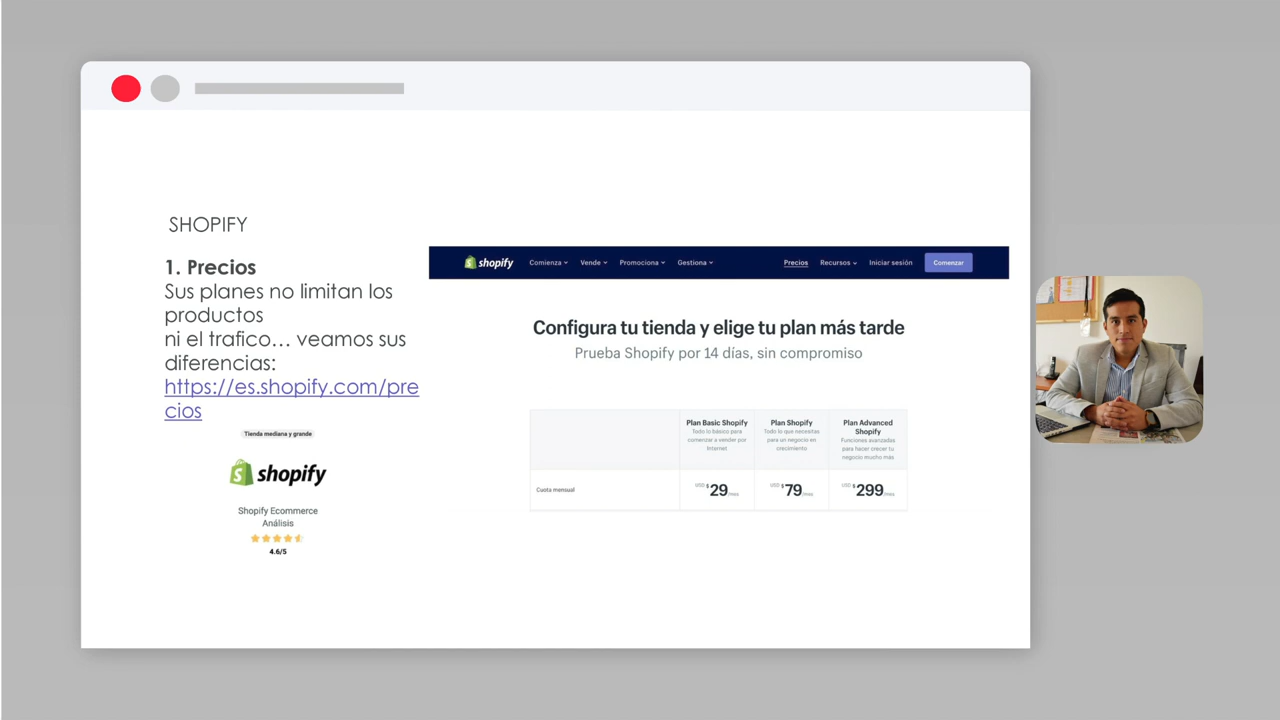 SHOPIFY
1. Precios
Sus planes no limitan los
productos
ni el trafico... veamos sus
diferencias:
https://es.shopify.com/pre
cios
Tienda mediana y grande
shopify
Shopify Ecommerce
Análisis
4.6/5
shopify Comienza Vende Promociona Gestiona Precios Recursos Iniciar sesión Comenzar
Configura tu tienda y elige tu plan más tarde
Prueba Shopify por 14 días, sin compromiso
Plan Basic Shopify
Todo lo básico para
comenzar a vender por
Internet
Plan Shopify
Todo lo que necesitas
para un negocio en
crecimiento
Plan Advanced
Shopify
Funciones avanzadas
para hacer crecer tu
negocio mucho más
Cuota mensual
USD $29/mes
USD $79/mes
USD $299/mes